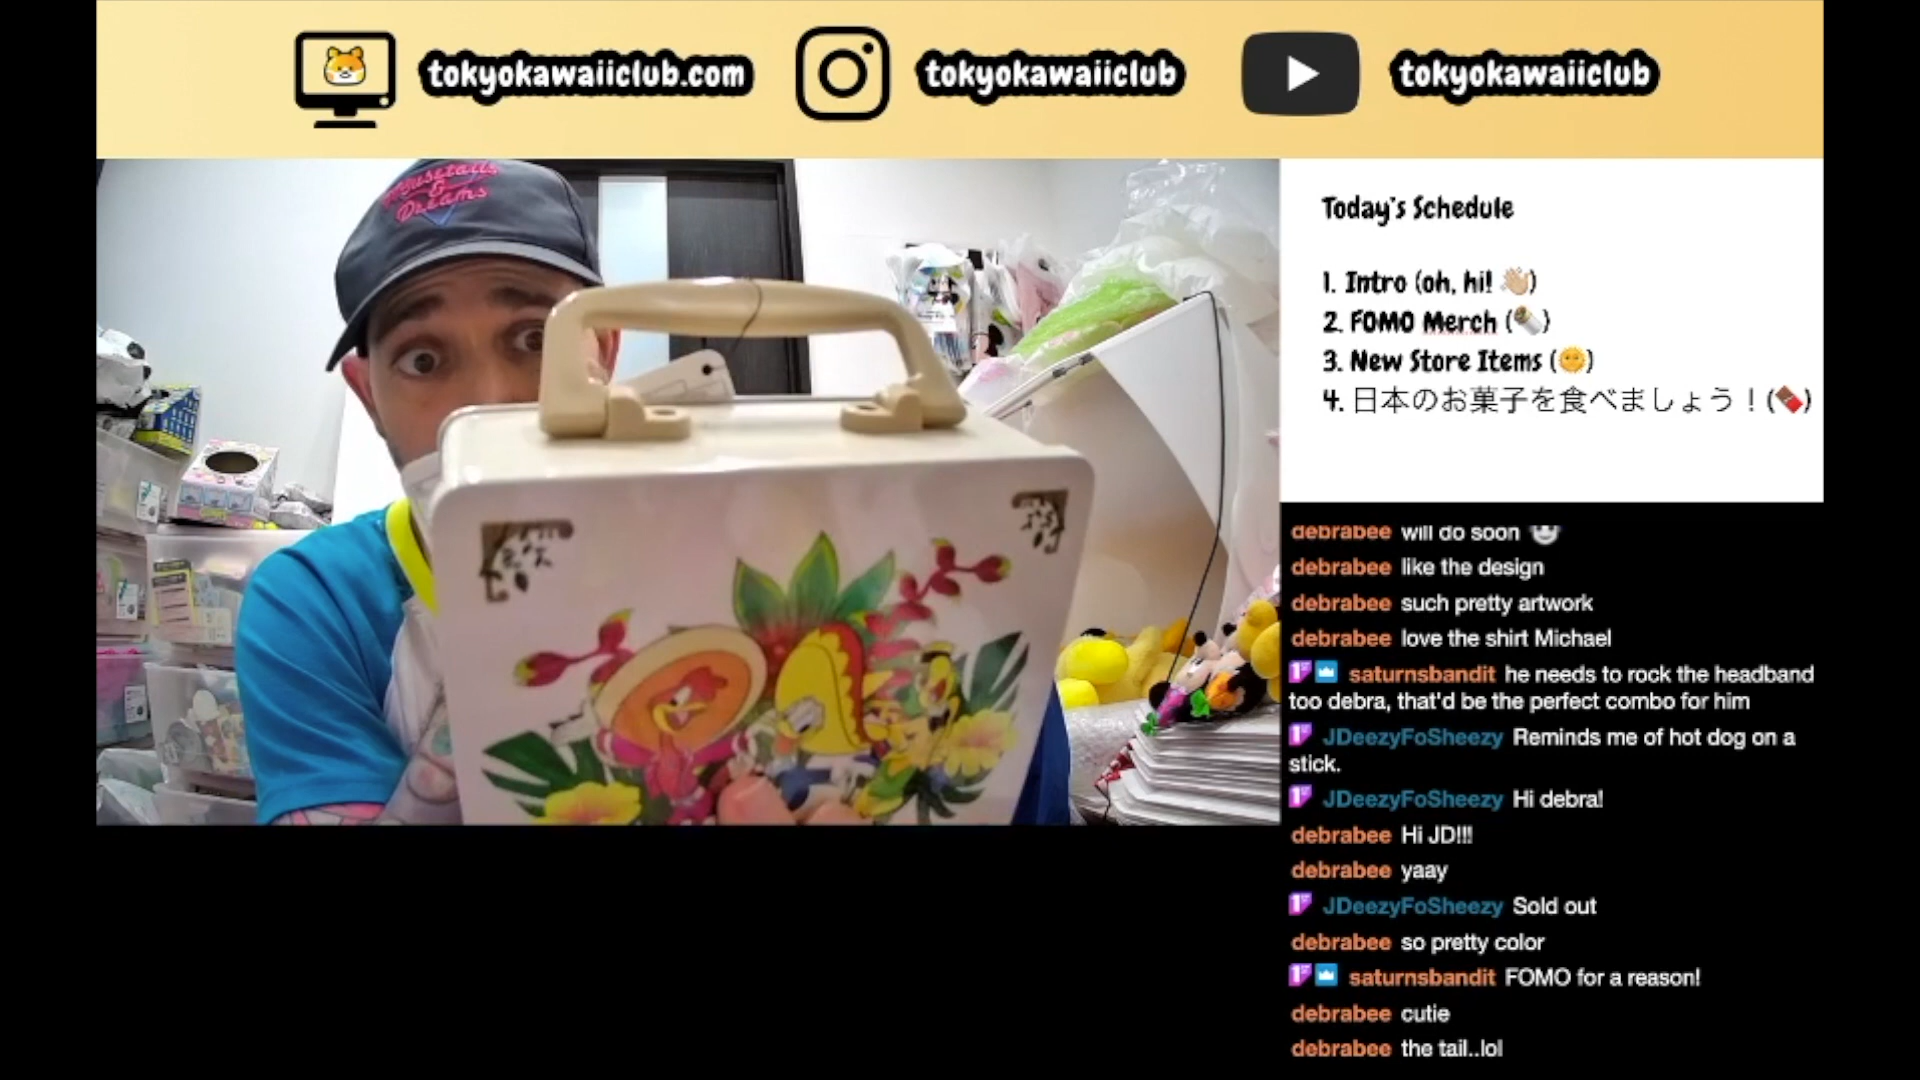 tokyokawaiiclub.com
tokyokawaiiclub
tokyokawaiiclub
& Dreams
Today's Schedule
1. Intro (oh, hi! 👋🏻)
2. FOMO Merch (🌯)
3. New Store Items (🌞)
4. 日本のお菓子を食べましょう！(🍫)
debrabee will do soon
debrabee like the design
debrabee such pretty artwork
debrabee love the shirt Michael
saturnsbandit he needs to rock the headband
too debra, that'd be the perfect combo for him
JDeezyFoSheezy Reminds me of hot dog on a
stick.
JDeezyFoSheezy Hi debra!
debrabee Hi JD!!!
debrabee yaay
JDeezyFoSheezy Sold out
debrabee so pretty color
saturnsbandit FOMO for a reason!
debrabee cutie
debrabee the tail..lol